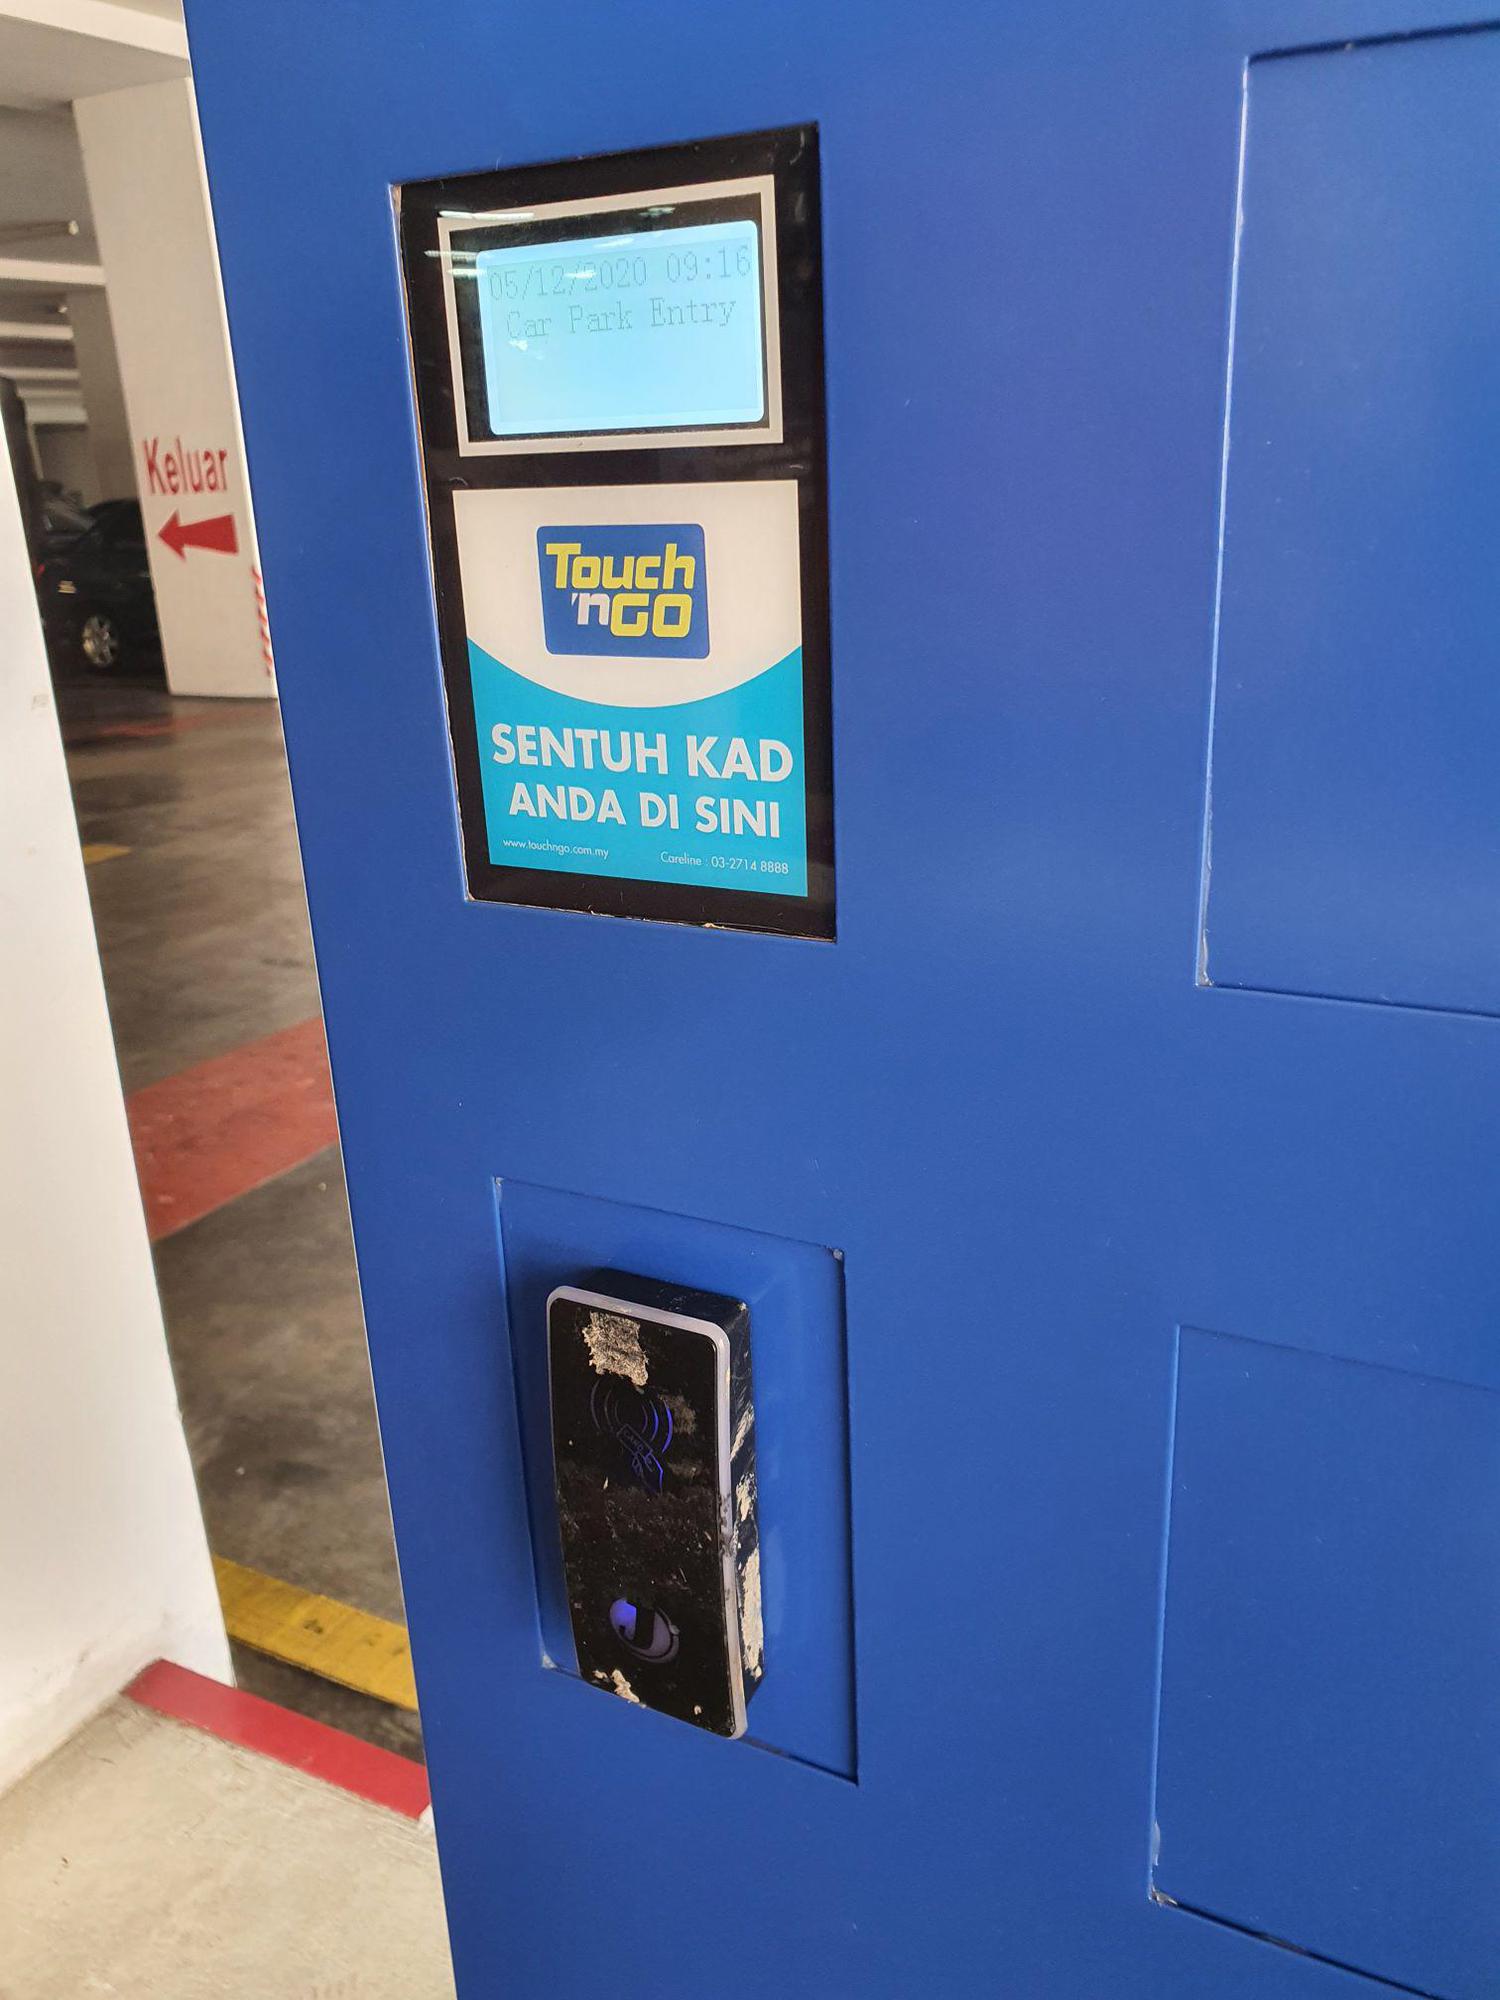 05/12/2020 09:16
Car Park Entry
Keluar
Touch
'nGO
SENTUH KAD
ANDA DI SINI
www.touchngo.com.my
Careline : 03-2714 8888
CARD